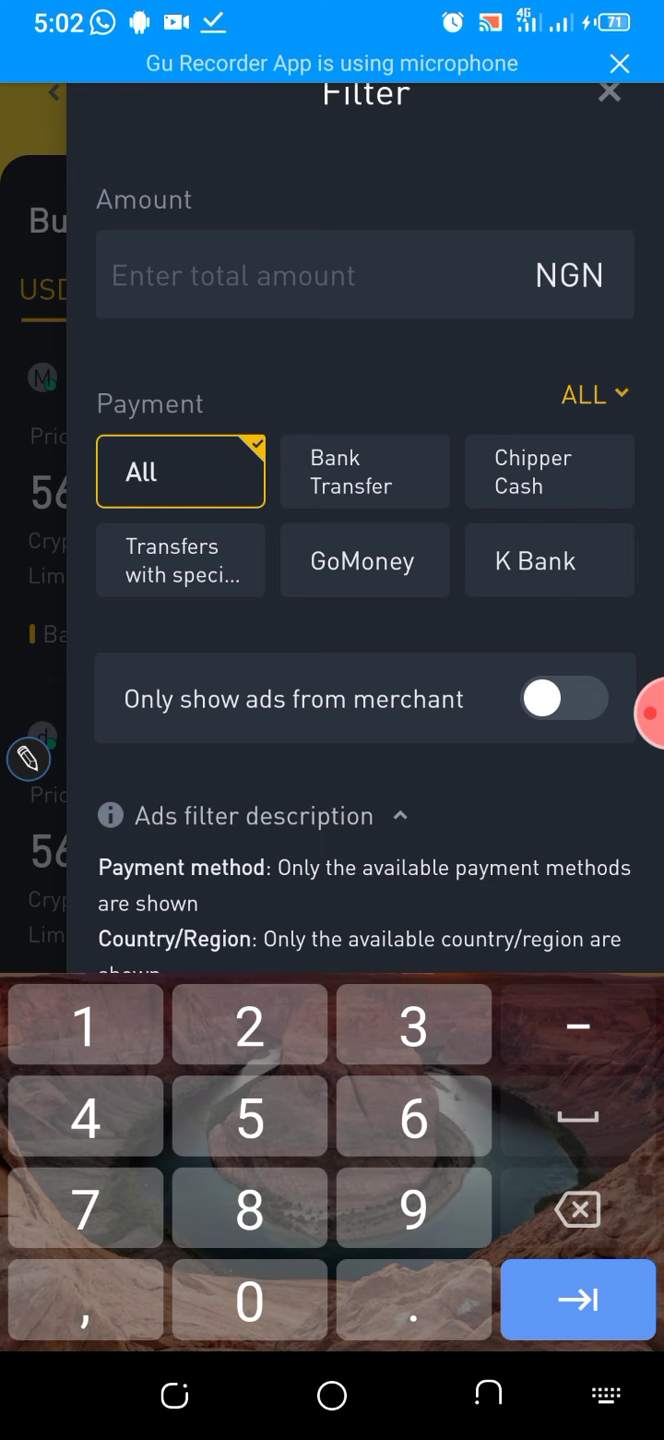 5:02
4G
71
Gu Recorder App is using microphone
Filter
Amount
Bu
Enter total amount
NGN
USD
M
Payment
ALL
Pric
All
Bank
Transfer
Chipper
Cash
56
Cryp
Lim
Transfers
with speci...
GoMoney
K Bank
Ba
Only show ads from merchant
d
Pric
Ads filter description
56
Payment method: Only the available payment methods
are shown
Cryp
Lim
Country/Region: Only the available country/region are
shown
1 2 3 -
4 5 6
7 8 9
, 0 .